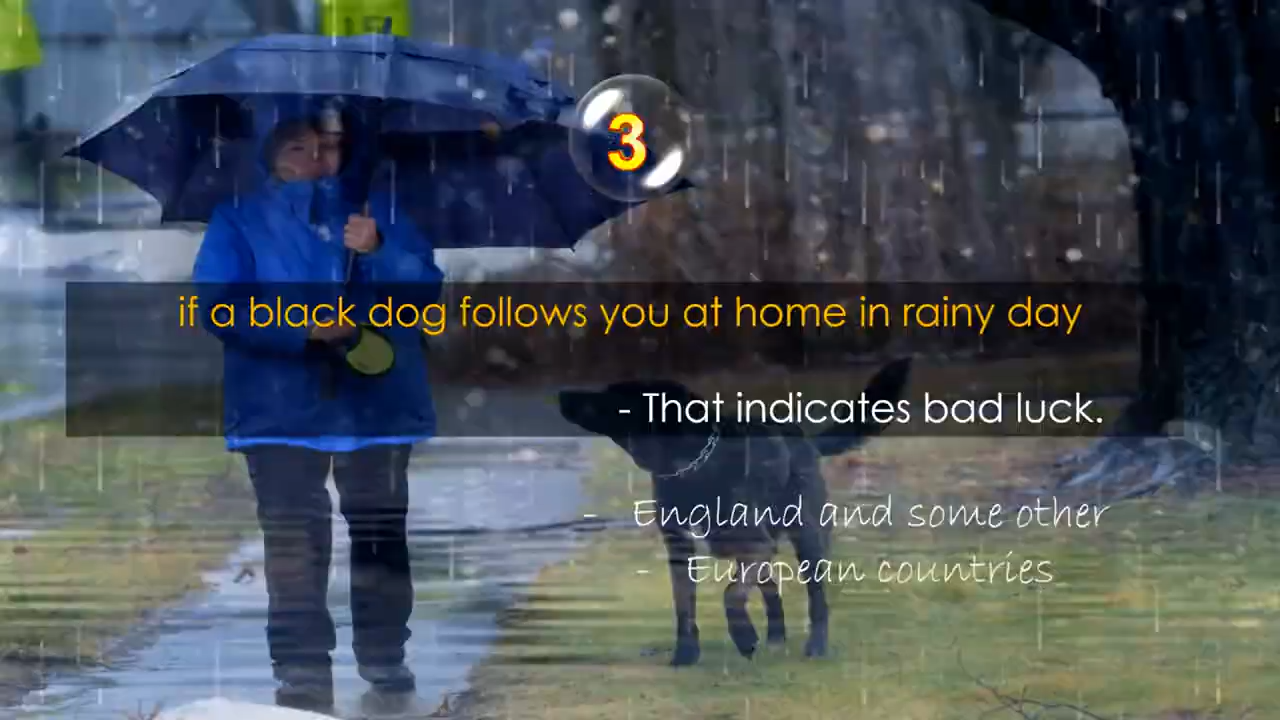 3
if a black dog follows you at home in rainy day
- That indicates bad luck.
- England and some other
- European countries